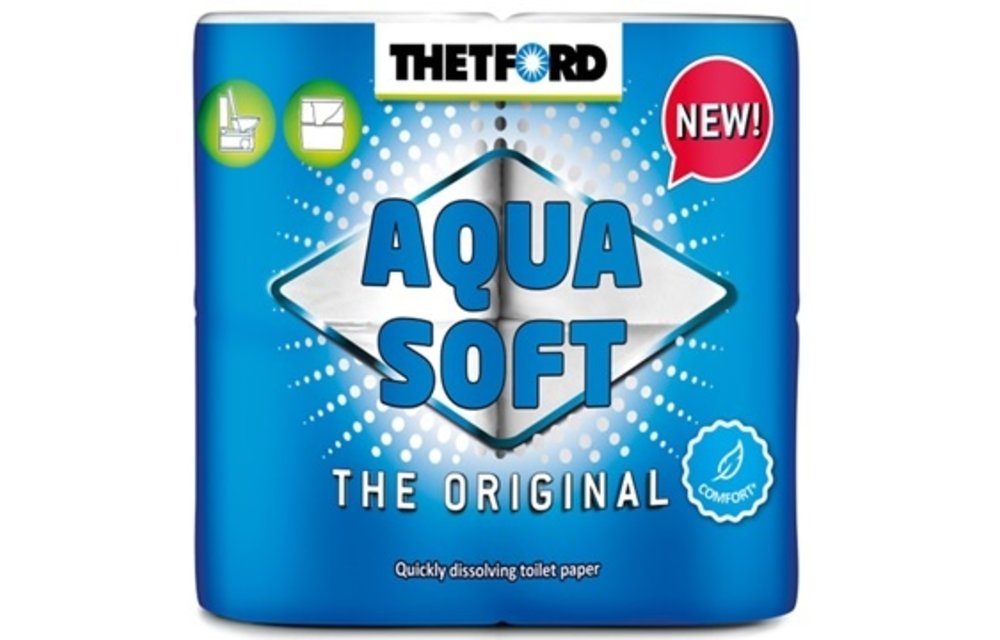 THETFORD
NEW!
AQUA
SOFT
THE ORIGINAL
COMFORT+
Quickly dissolving toilet paper